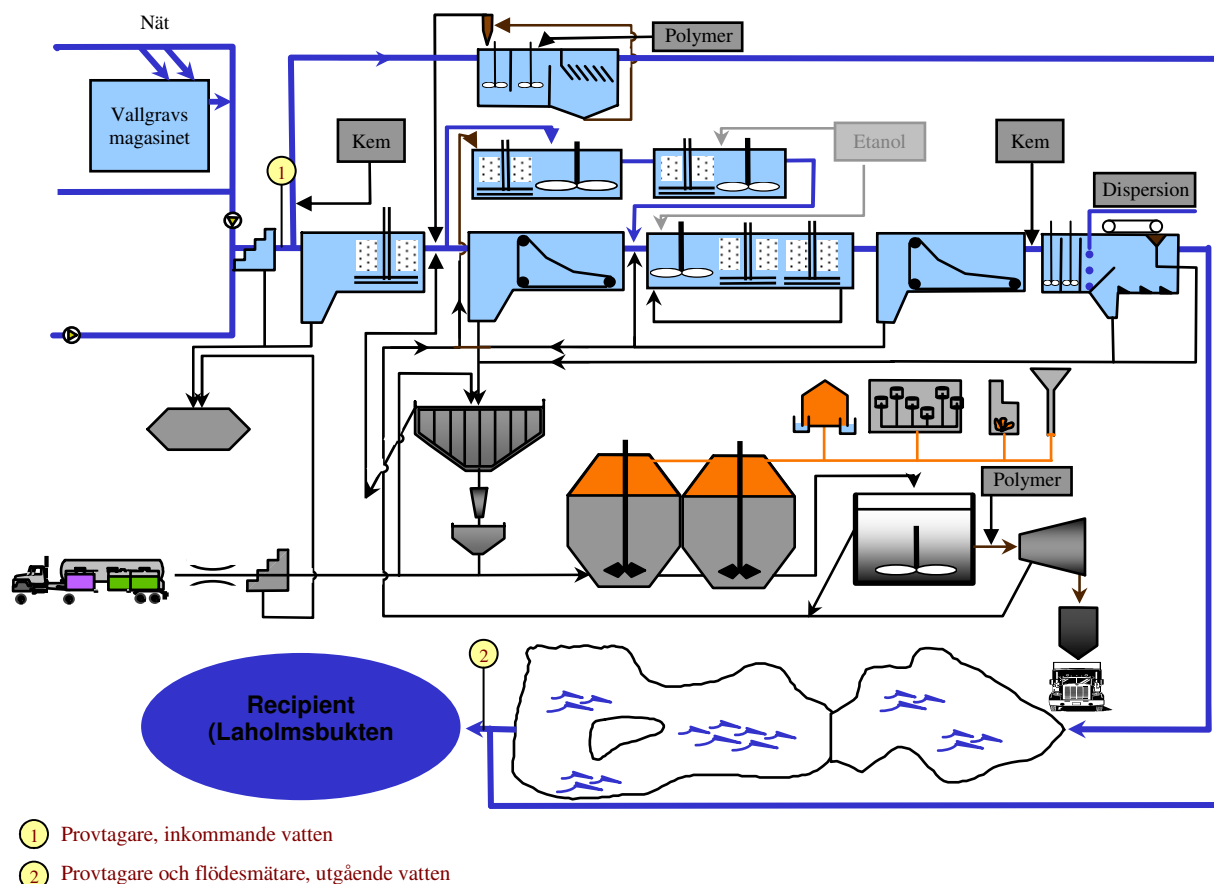 Nät
Polymer
Vallgravs
magasinet
Kem
Etanol
Kem
1
Dispersion
Polymer
2
Recipient
(Laholmsbukten
1 Provtagare, inkommande vatten
2 Provtagare och flödesmätare, utgående vatten